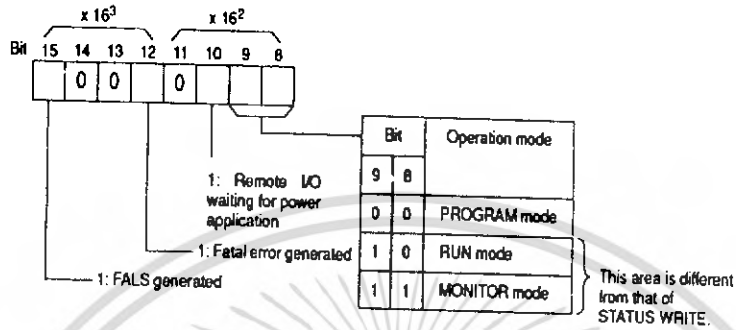 x 16³ x 16²
Bit 15 14 13 12 11 10 9 8
0 0 0
Bit Operation mode
9 8
0 0 PROGRAM mode
1 0 RUN mode
1 1 MONITOR mode
1: Remote I/O
waiting for power
application
1: Fatal error generated
1: FALS generated
This area is different
from that of
STATUS WRITE.